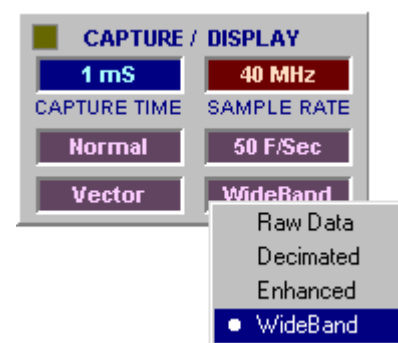 CAPTURE / DISPLAY
1 mS 40 MHz
CAPTURE TIME SAMPLE RATE
Normal 50 F/Sec
Vector WideBand
Raw Data
Decimated
Enhanced
WideBand